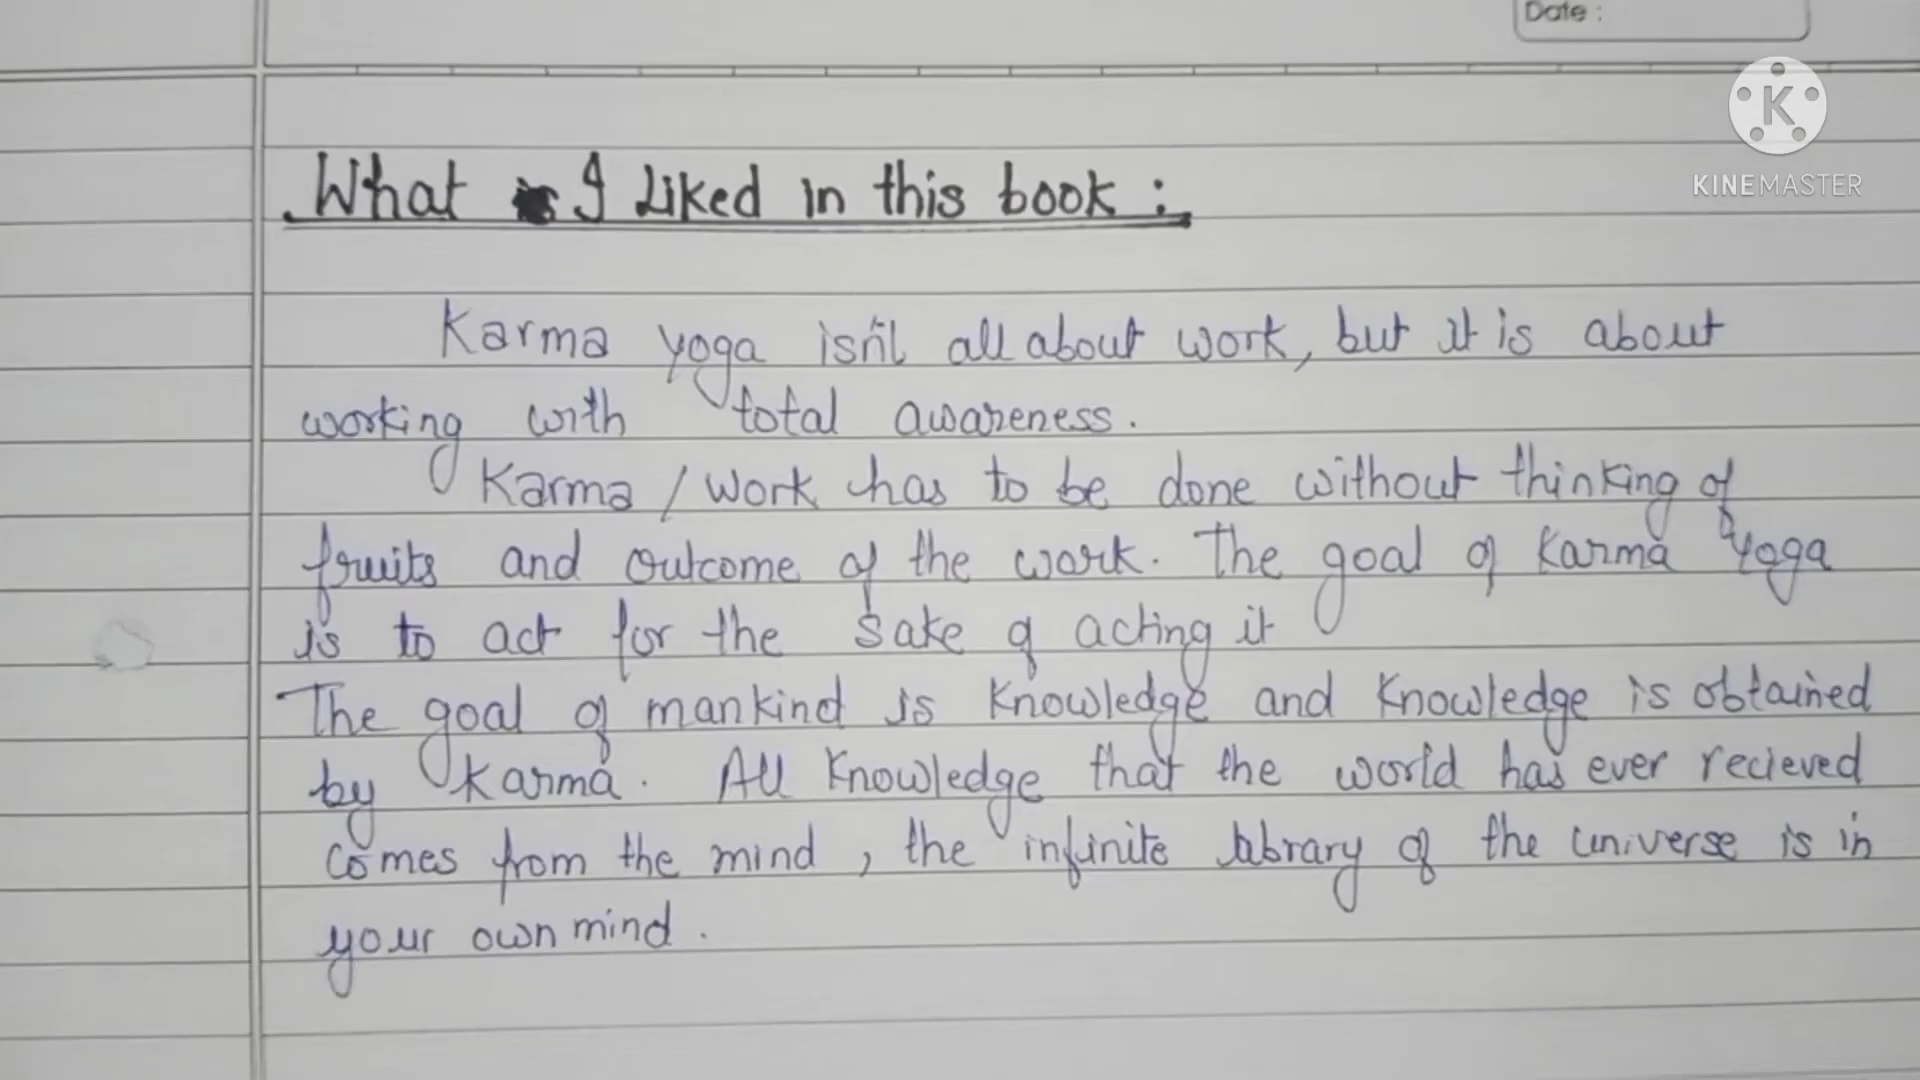 Date :
K
KINEMASTER
What I Liked in this book :
Karma yoga isn't all about work, but it is about
working with total awareness.
Karma / Work has to be done without thinking of
fruits and outcome of the work. The goal of Karma Yoga
is to act for the sake of acting it
The goal of mankind is Knowledge and Knowledge is obtained
by Karma. All Knowledge that the world has ever recieved
comes from the mind , the infinite library of the universe is in
your own mind .